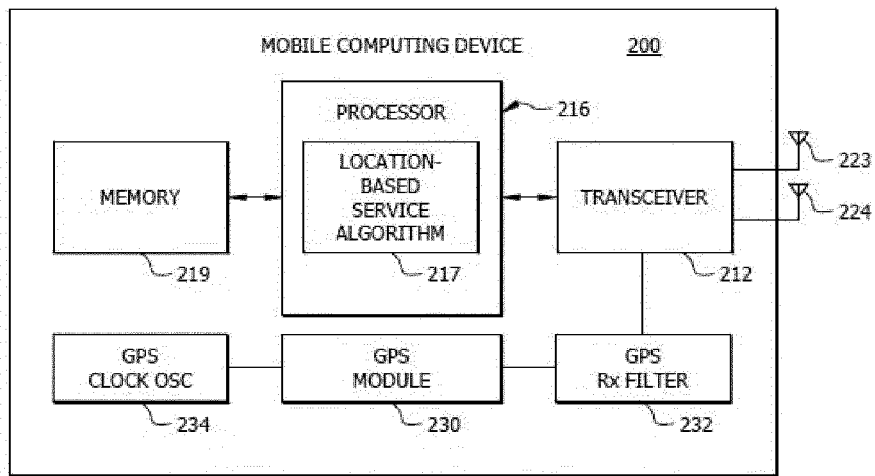 MOBILE COMPUTING DEVICE 200
PROCESSOR
216
LOCATION-
BASED
SERVICE
ALGORITHM
217
MEMORY
219
TRANSCEIVER
212
223
224
GPS
CLOCK OSC
234
GPS
MODULE
230
GPS
Rx FILTER
232